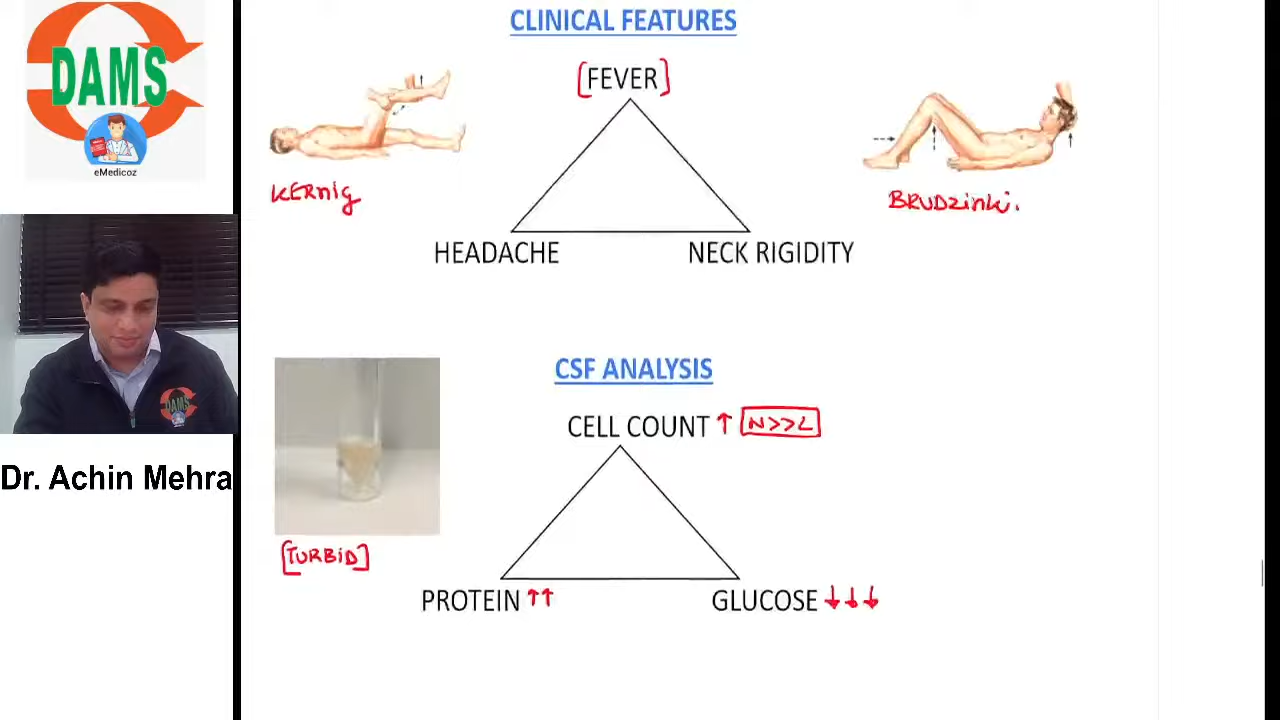 DAMS
eMedicoz
Dr. Achin Mehra
CLINICAL FEATURES
[FEVER]
KERnig
BRUDZinki.
HEADACHE
NECK RIGIDITY
CSF ANALYSIS
CELL COUNT ↑ N>>L
[TURBiD]
PROTEIN ↑↑
GLUCOSE ↓↓↓
DAMS